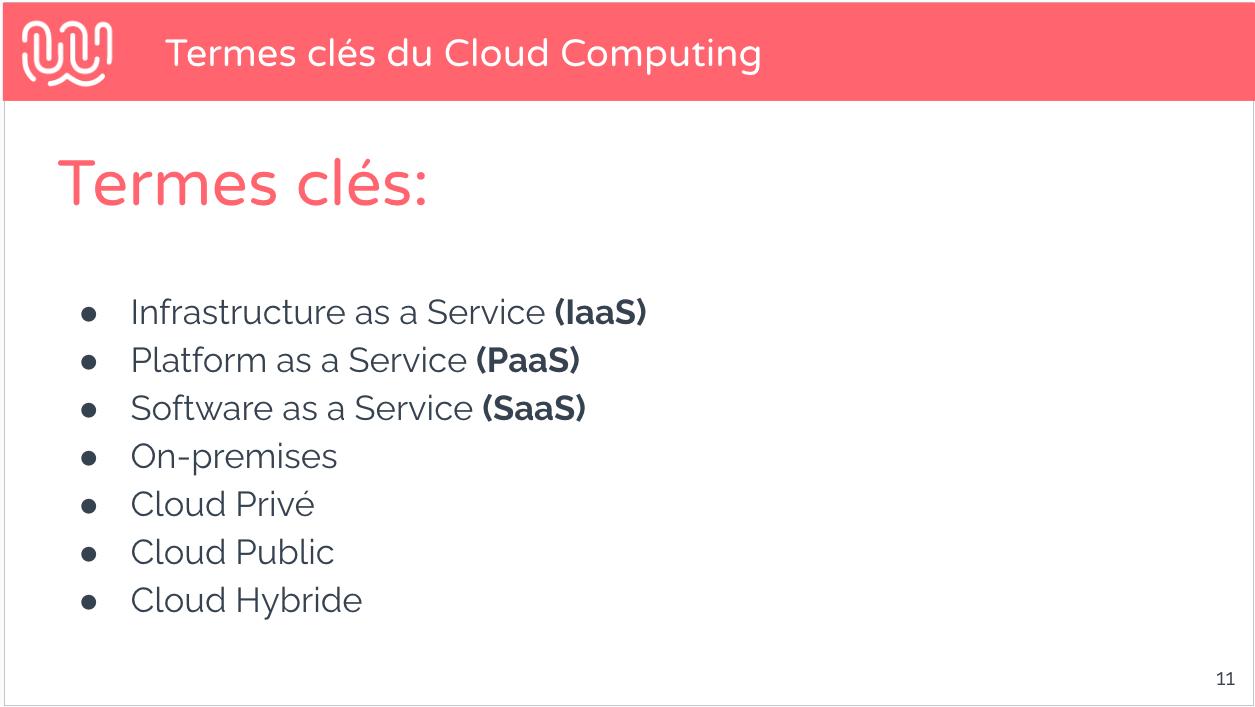 Termes clés du Cloud Computing
Termes clés:
● Infrastructure as a Service (IaaS)
● Platform as a Service (PaaS)
● Software as a Service (SaaS)
● On-premises
● Cloud Privé
● Cloud Public
● Cloud Hybride
11